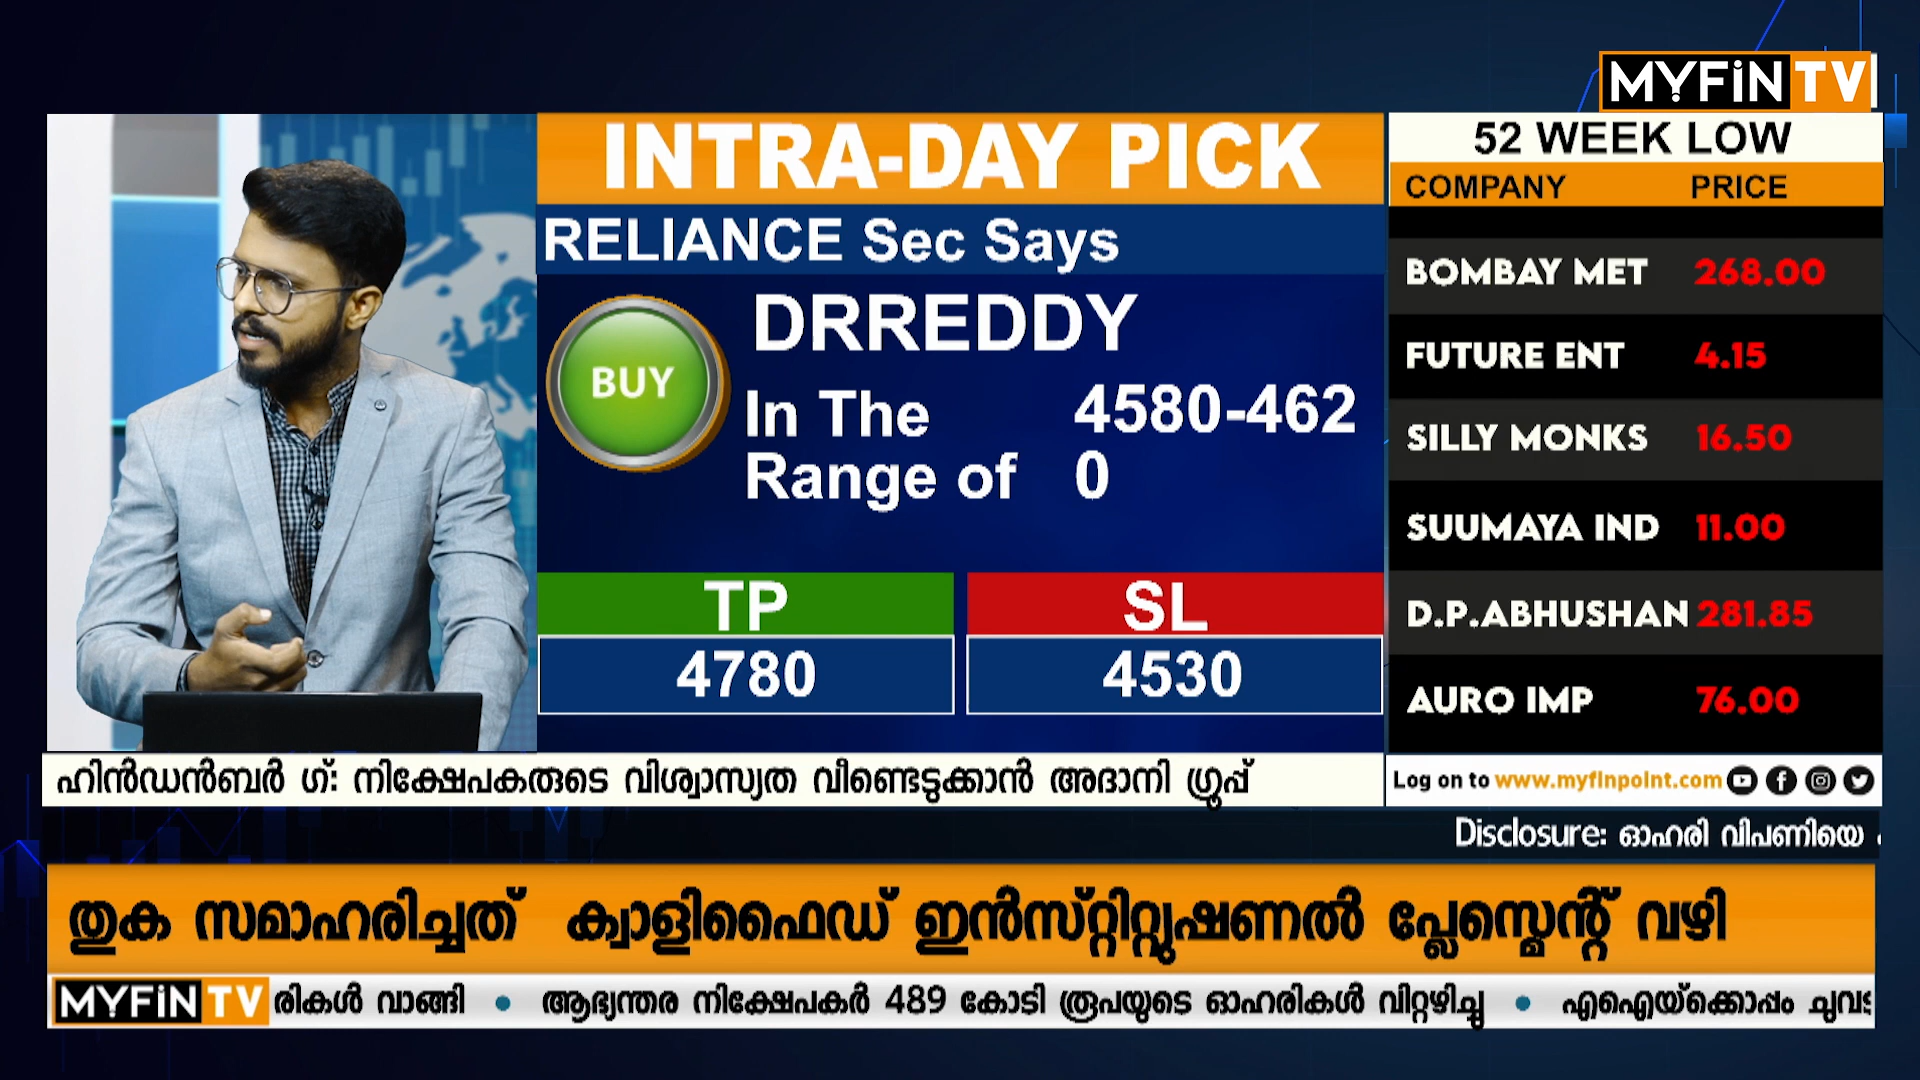 MYFiN TV
INTRA-DAY PICK
RELIANCE Sec Says
BUY
DRREDDY
In The
Range of
4580-462
0
TP
SL
4780
4530
52 WEEK LOW
COMPANY PRICE
BOMBAY MET 268.00
FUTURE ENT 4.15
SILLY MONKS 16.50
SUUMAYA IND 11.00
D.P.ABHUSHAN 281.85
AURO IMP 76.00
ഹിൻഡൻബർ ഗ്: നിക്ഷേപകരുടെ വിശ്വാസ്യത വീണ്ടെടുക്കാൻ അദാനി ഗ്രൂപ്പ്
Log on to www.myfinpoint.com
Disclosure: ഓഹരി വിപണിയെ
തുക സമാഹരിച്ചത് ക്വാളിഫൈഡ് ഇൻസ്റ്റിറ്റ്യുഷണൽ പ്ലേസ്മെന്റ് വഴി
MYFiN TV രികൾ വാങ്ങി • ആഭ്യന്തര നിക്ഷേപകർ 489 കോടി രൂപയുടെ ഓഹരികൾ വിറ്റഴിച്ചു • എഐയ്ക്കൊപ്പം ചുവട